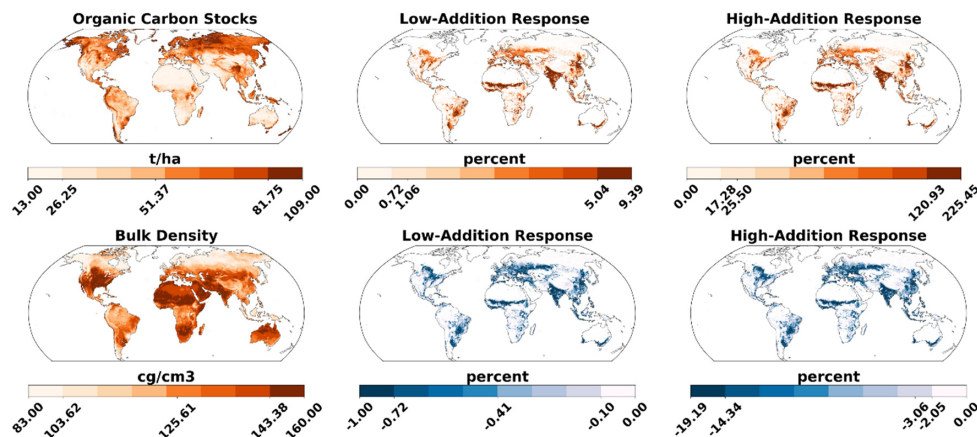 Organic Carbon Stocks
Low-Addition Response
High-Addition Response
t/ha
percent
percent
13.00 26.25 51.37 81.75 109.00
0.00 0.72 1.06 5.04 9.39
0.00 17.28 25.50 120.93 225.45
Bulk Density
Low-Addition Response
High-Addition Response
cg/cm3
percent
percent
83.00 103.62 125.61 143.38 160.00
-1.00 -0.72 -0.41 -0.10 0.00
-19.19 -14.34 -3.06 -2.05 0.00